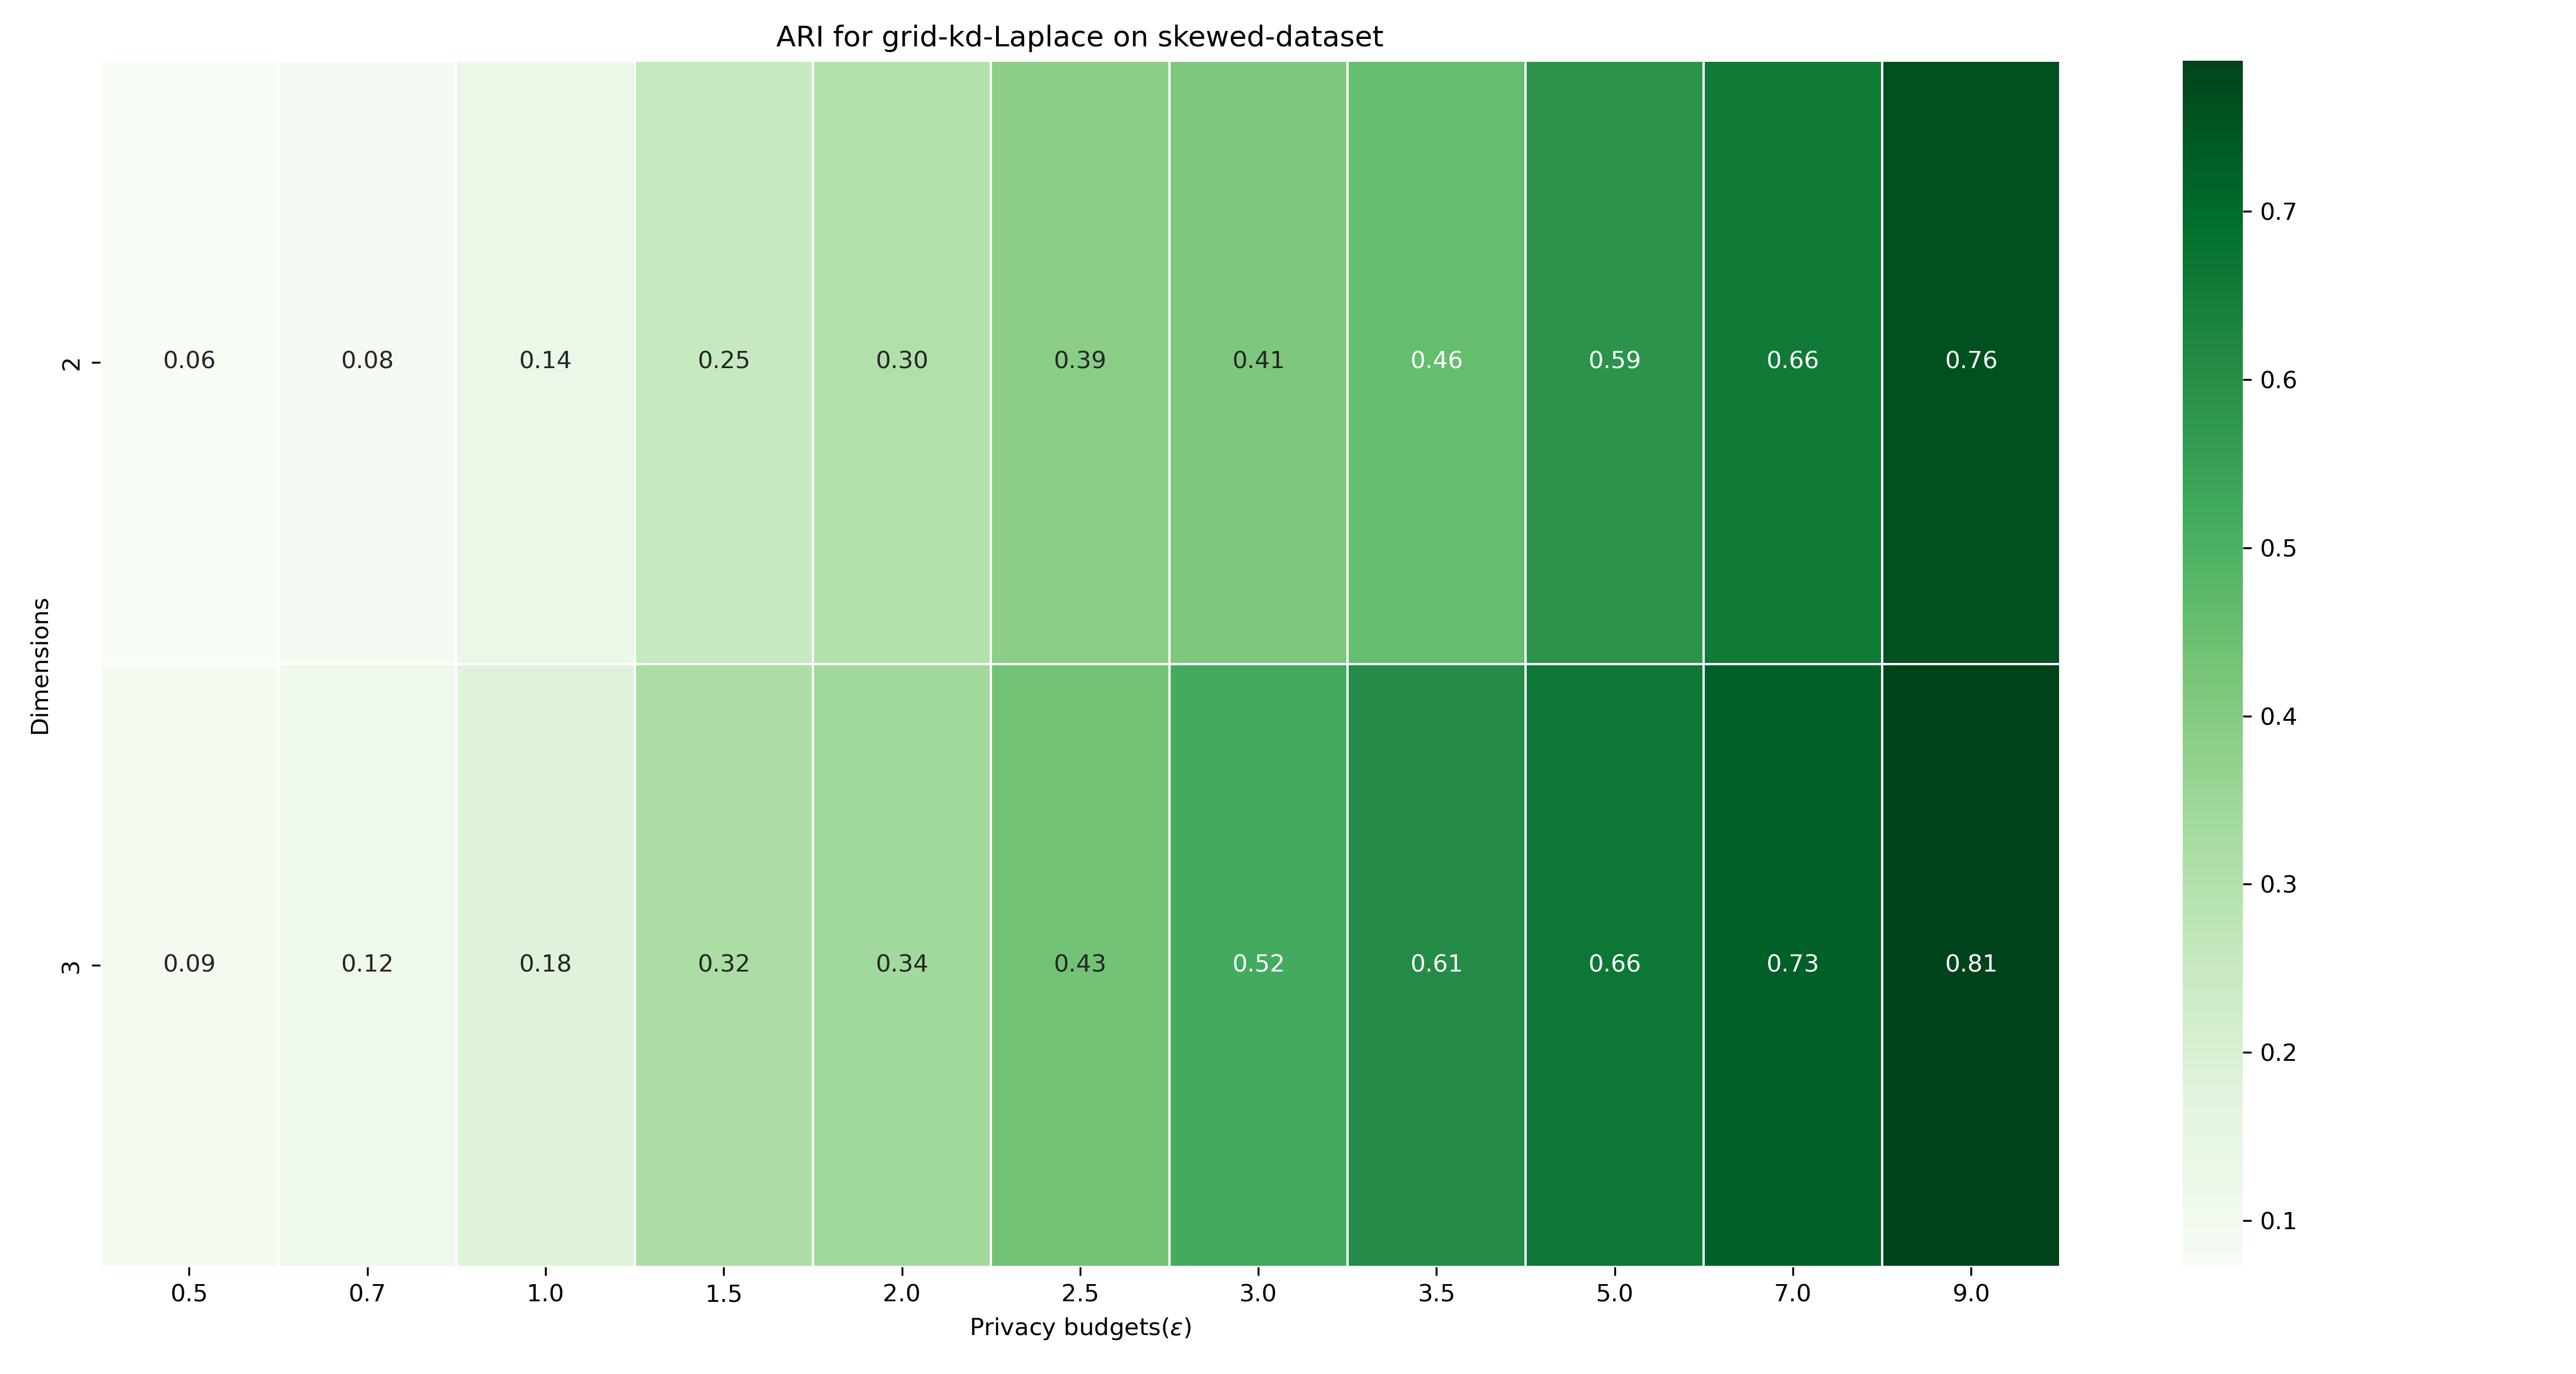 ARI for grid-kd-Laplace on skewed-dataset
Dimensions
2
0.06 0.08 0.14 0.25 0.30 0.39 0.41 0.46 0.59 0.66 0.76
3
0.09 0.12 0.18 0.32 0.34 0.43 0.52 0.61 0.66 0.73 0.81
0.5 0.7 1.0 1.5 2.0 2.5 3.0 3.5 5.0 7.0 9.0
Privacy budgets(ε)
0.7
0.6
0.5
0.4
0.3
0.2
0.1